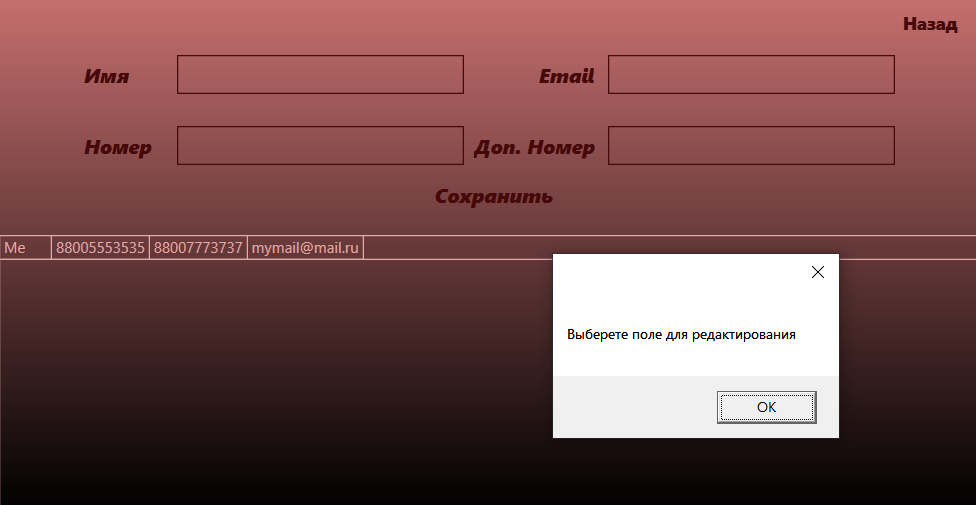 Назад
Имя Email
Номер Доп. Номер
Сохранить
Me 88005553535 88007773737 mymail@mail.ru
Выберете поле для редактирования
OK